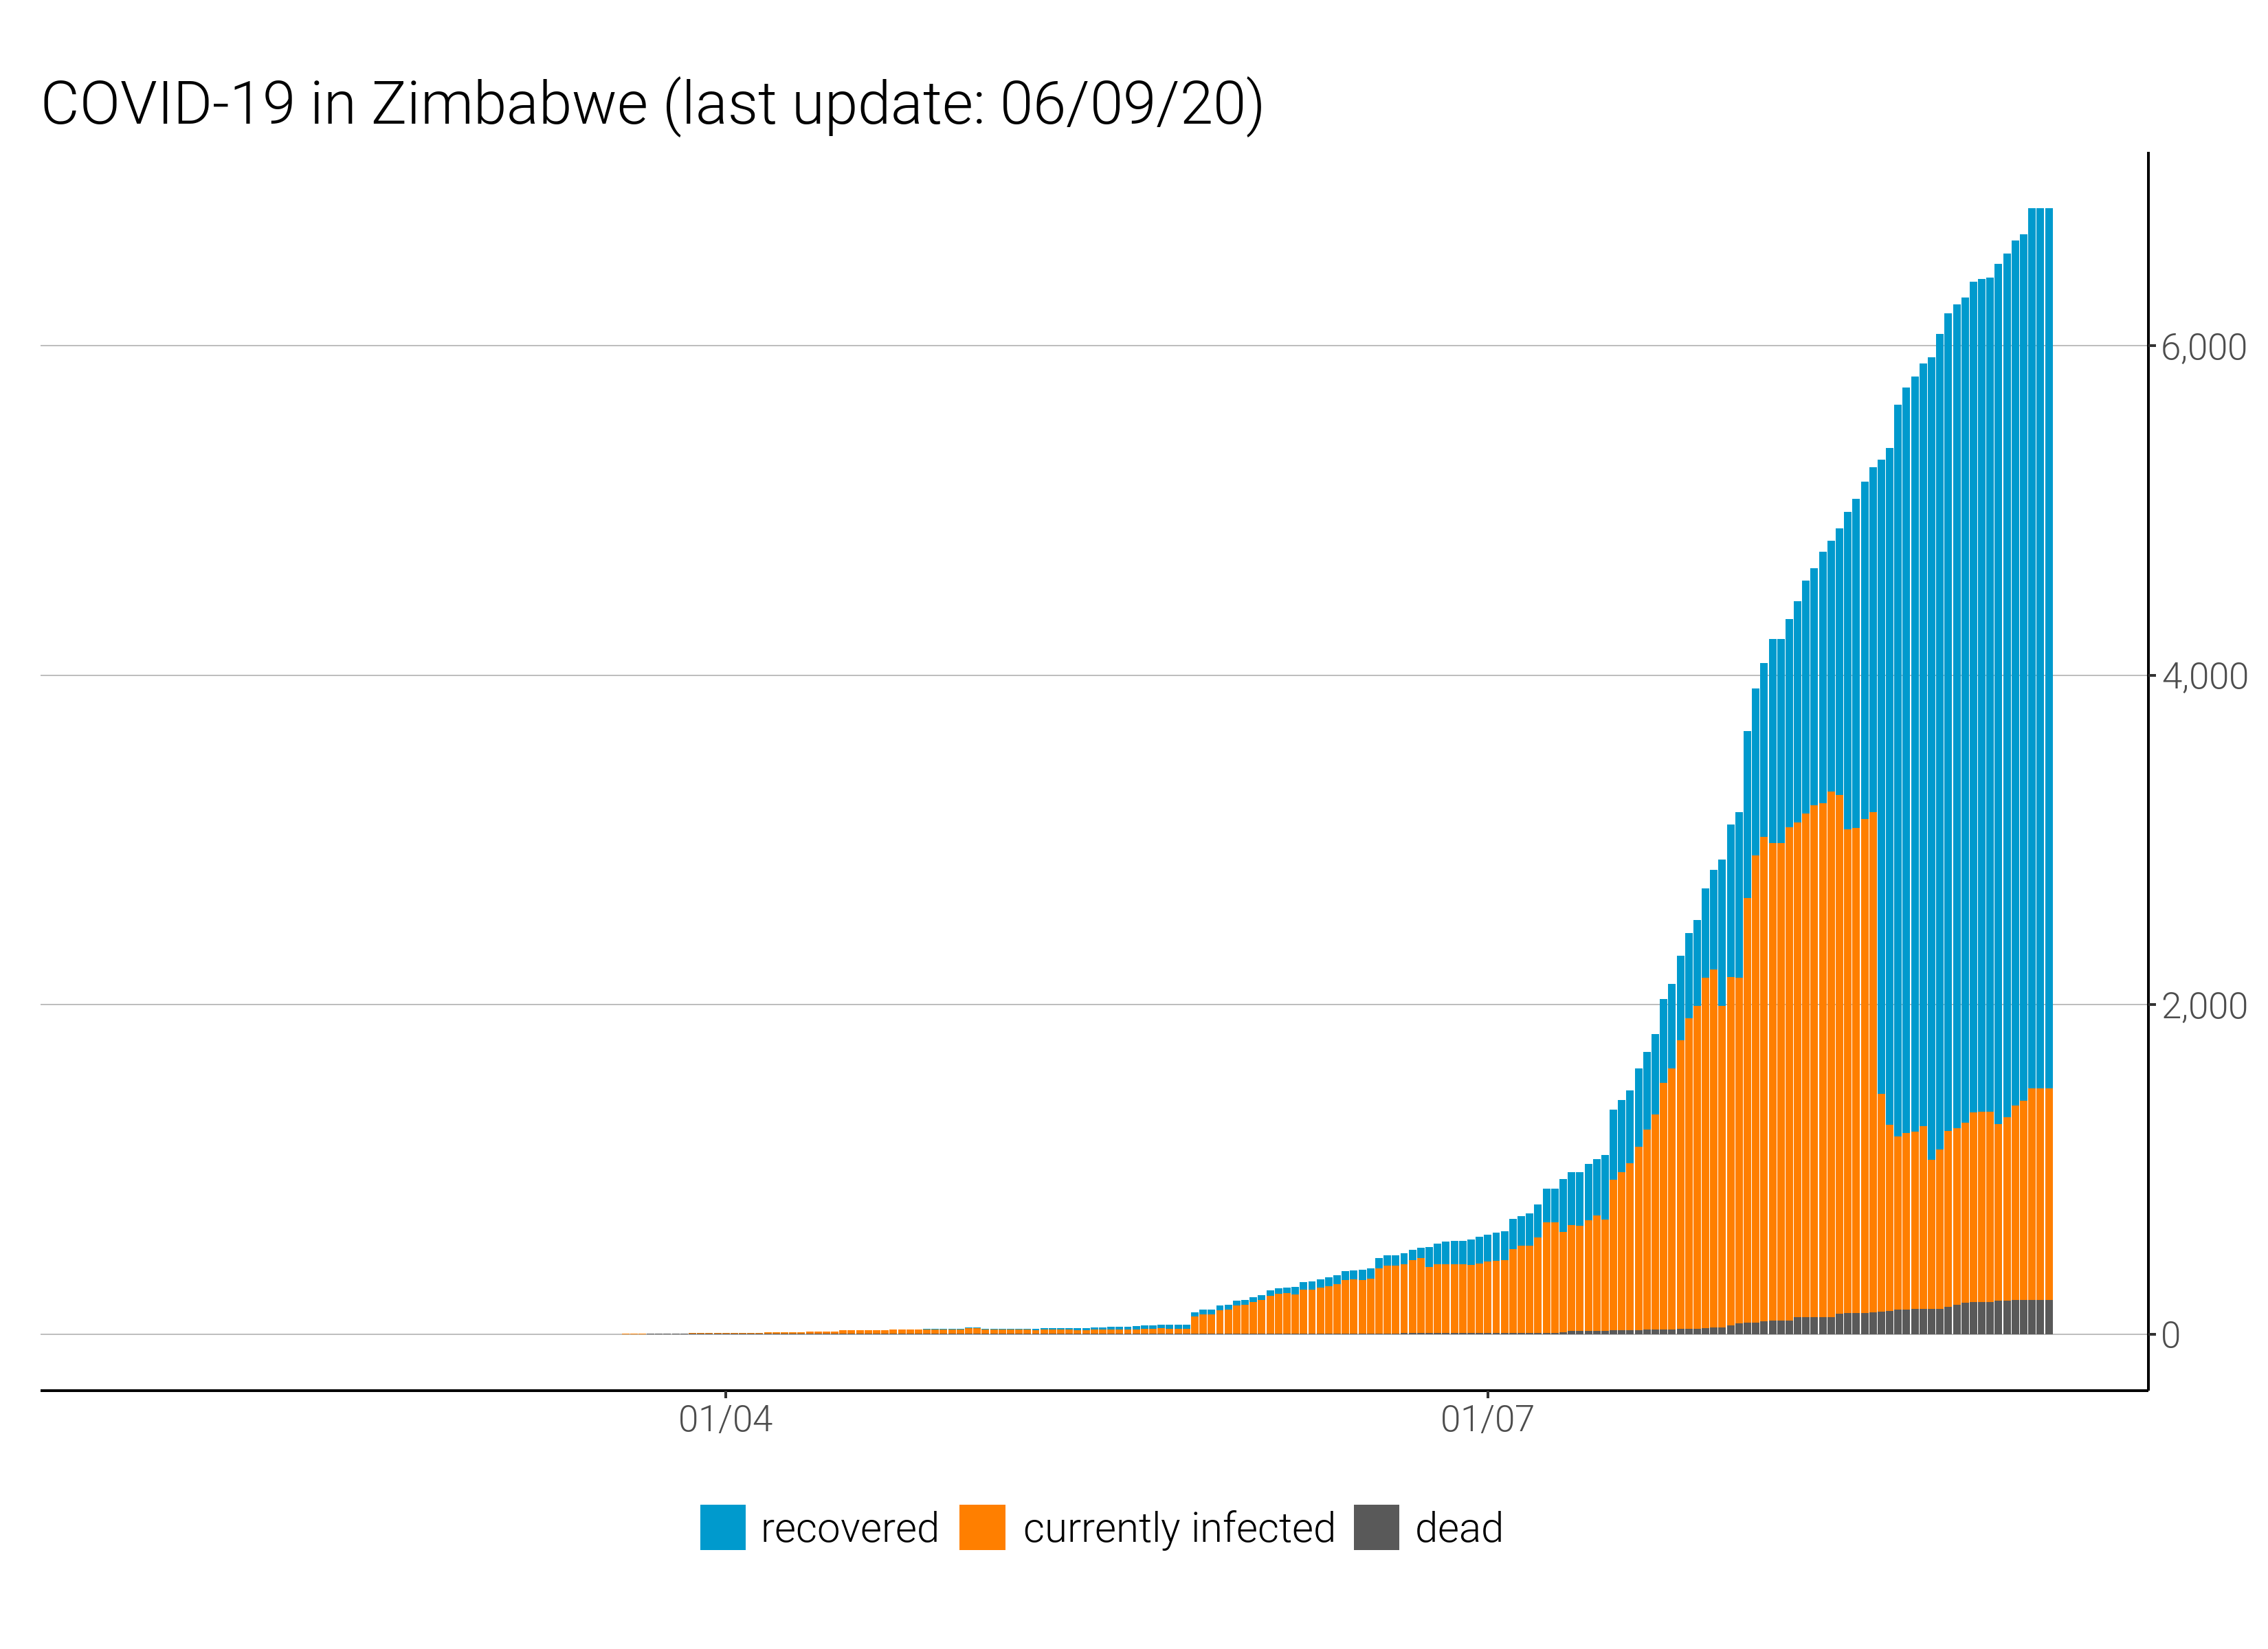 COVID-19 in Zimbabwe (last update: 06/09/20)
6,000
4,000
2,000
0
01/04 01/07
recovered currently infected dead